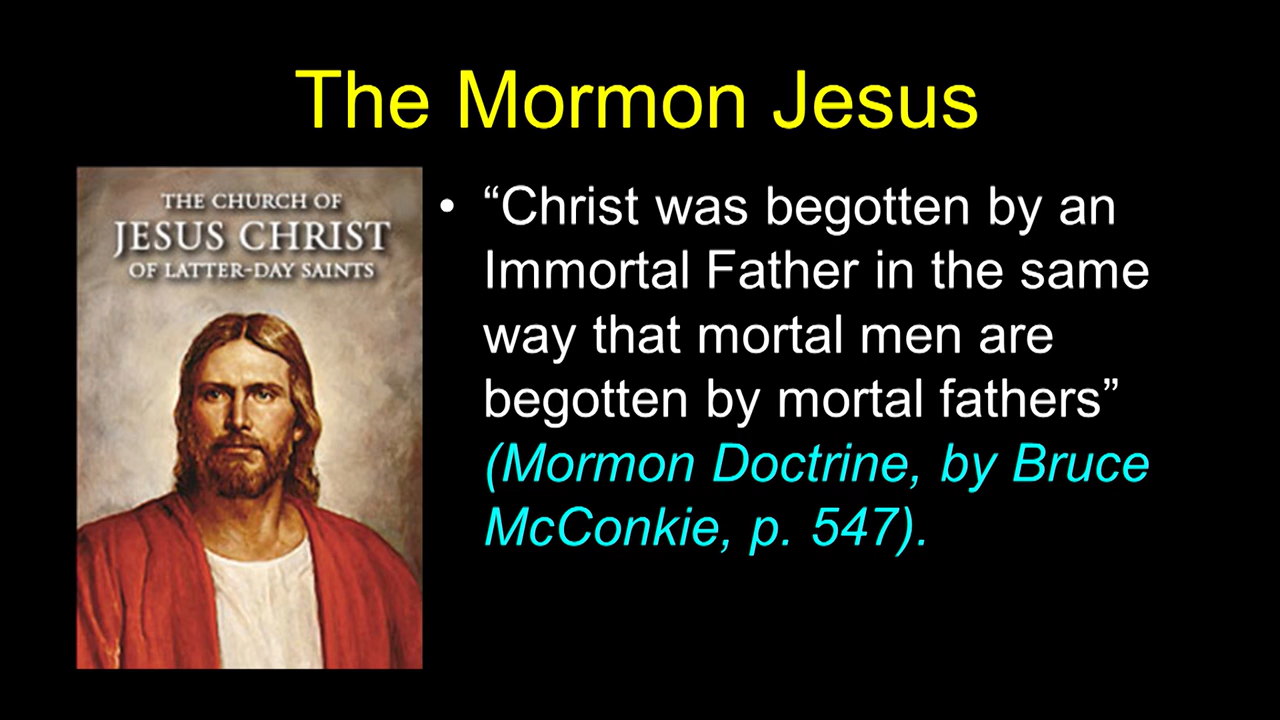 The Mormon Jesus
THE CHURCH OF
JESUS CHRIST
OF LATTER-DAY SAINTS
• “Christ was begotten by an
Immortal Father in the same
way that mortal men are
begotten by mortal fathers”
(Mormon Doctrine, by Bruce
McConkie, p. 547).